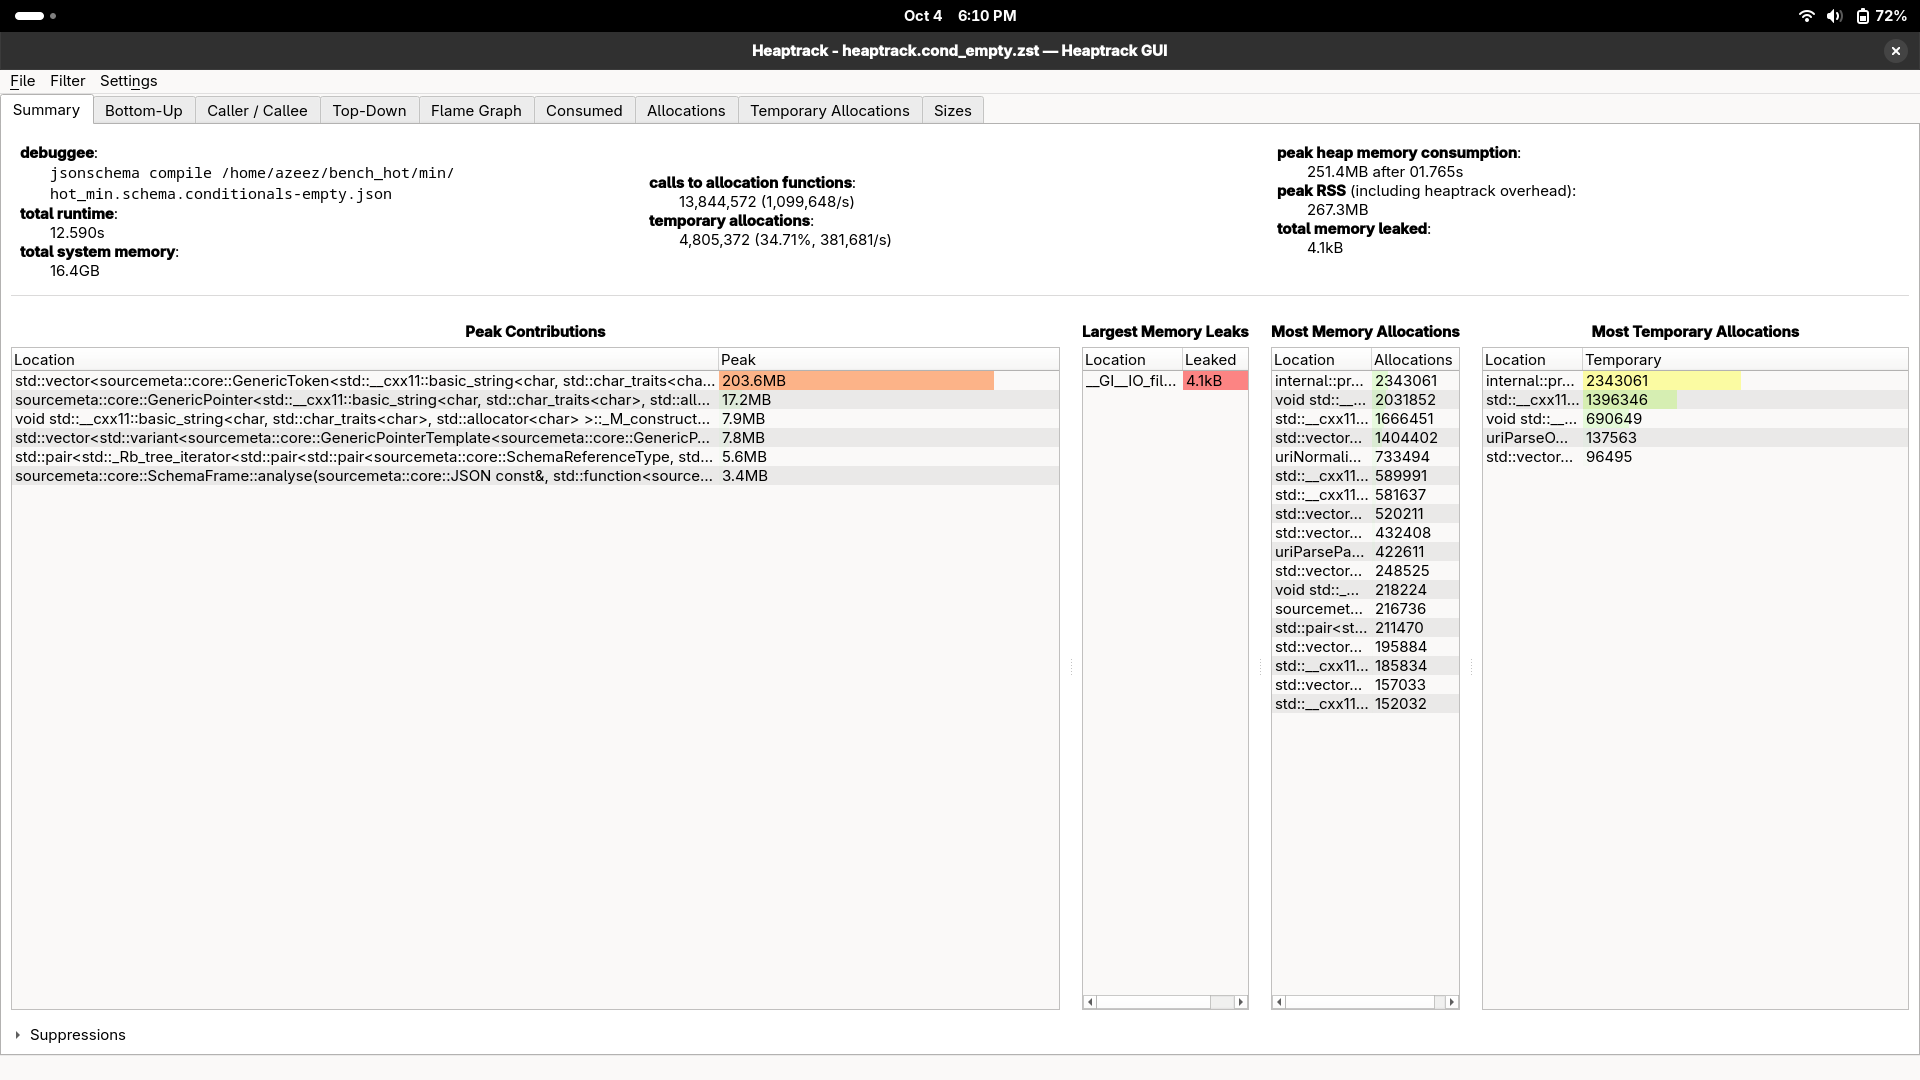 Oct 4 6:10 PM
72%
Heaptrack - heaptrack.cond_empty.zst — Heaptrack GUI
File Filter Settings
Summary Bottom-Up Caller / Callee Top-Down Flame Graph Consumed Allocations Temporary Allocations Sizes
debuggee:
jsonschema compile /home/azeez/bench_hot/min/
hot_min.schema.conditionals-empty.json
total runtime:
12.590s
total system memory:
16.4GB
calls to allocation functions:
13,844,572 (1,099,648/s)
temporary allocations:
4,805,372 (34.71%, 381,681/s)
peak heap memory consumption:
251.4MB after 01.765s
peak RSS (including heaptrack overhead):
267.3MB
total memory leaked:
4.1kB
Peak Contributions
Location Peak
std::vector<sourcemeta::core::GenericToken<std::__cxx11::basic_string<char, std::char_traits<cha... 203.6MB
sourcemeta::core::GenericPointer<std::__cxx11::basic_string<char, std::char_traits<char>, std::all... 17.2MB
void std::__cxx11::basic_string<char, std::char_traits<char>, std::allocator<char> >::_M_construct... 7.9MB
std::vector<std::variant<sourcemeta::core::GenericPointerTemplate<sourcemeta::core::GenericP... 7.8MB
std::pair<std::_Rb_tree_iterator<std::pair<std::pair<sourcemeta::core::SchemaReferenceType, std... 5.6MB
sourcemeta::core::SchemaFrame::analyse(sourcemeta::core::JSON const&, std::function<source... 3.4MB
Largest Memory Leaks
Location Leaked
__GI__IO_fil... 4.1kB
Most Memory Allocations
Location Allocations
internal::pr... 2343061
void std::__... 2031852
std::__cxx11... 1666451
std::vector... 1404402
uriNormali... 733494
std::__cxx11... 589991
std::__cxx11... 581637
std::vector... 520211
std::vector... 432408
uriParsePa... 422611
std::vector... 248525
void std::_... 218224
sourcemet... 216736
std::pair<st... 211470
std::vector... 195884
std::__cxx11... 185834
std::vector... 157033
std::__cxx11... 152032
Most Temporary Allocations
Location Temporary
internal::pr... 2343061
std::__cxx11... 1396346
void std::__... 690649
uriParseO... 137563
std::vector... 96495
Suppressions